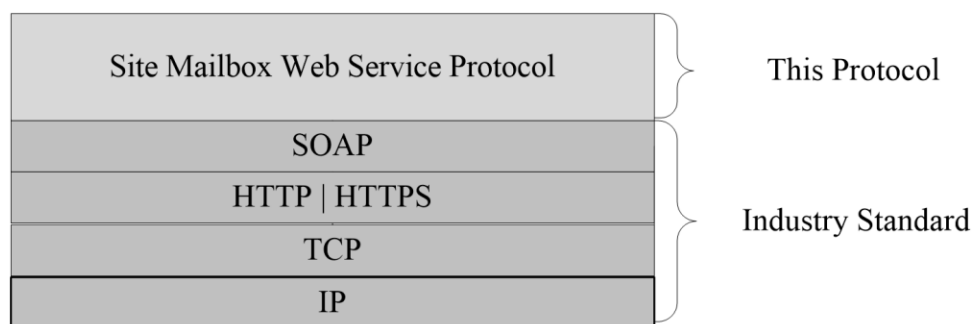 Site Mailbox Web Service Protocol
This Protocol
SOAP
HTTP | HTTPS
Industry Standard
TCP
IP